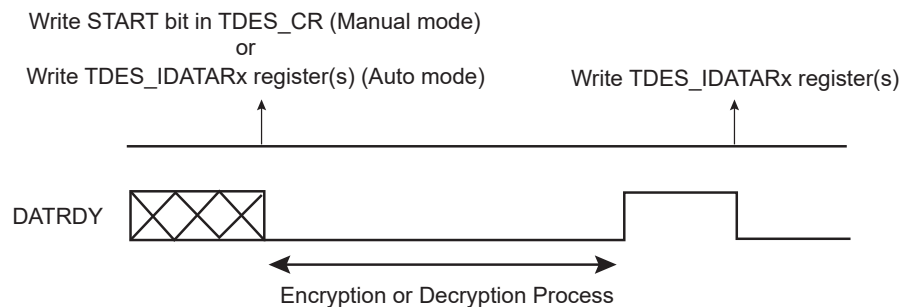 Write START bit in TDES_CR (Manual mode)
or
Write TDES_IDATARx register(s) (Auto mode)
Write TDES_IDATARx register(s)
DATRDY
Encryption or Decryption Process